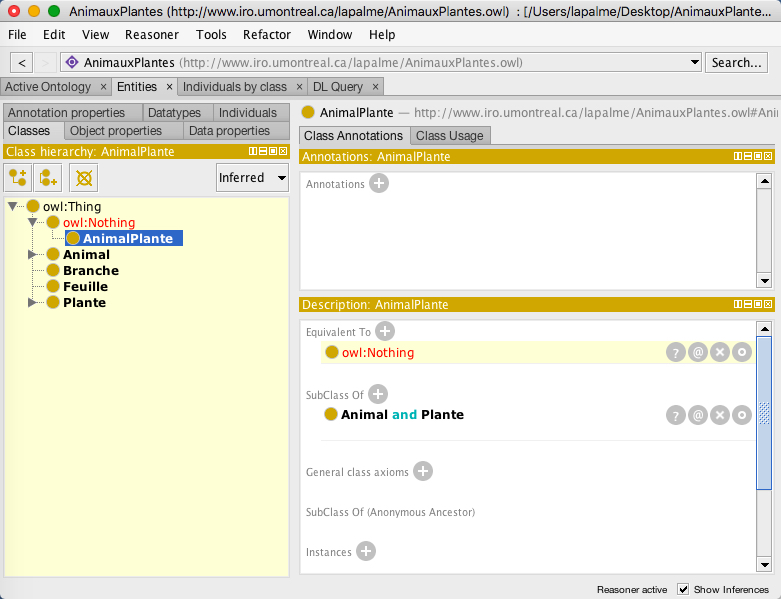 AnimauxPlantes (http://www.iro.umontreal.ca/lapalme/AnimauxPlantes.owl) : [/Users/lapalme/Desktop/AnimauxPlante...
File Edit View Reasoner Tools Refactor Window Help
< > AnimauxPlantes (http://www.iro.umontreal.ca/lapalme/AnimauxPlantes.owl) Search...
Active Ontology × Entities × Individuals by class × DL Query ×
Annotation properties Datatypes Individuals
Classes Object properties Data properties
Class hierarchy: AnimalPlante
Inferred
owl:Thing
owl:Nothing
AnimalPlante
Animal
Branche
Feuille
Plante
AnimalPlante — http://www.iro.umontreal.ca/lapalme/AnimauxPlantes.owl#Ani
Class Annotations Class Usage
Annotations: AnimalPlante
Annotations +
Description: AnimalPlante
Equivalent To +
owl:Nothing ? @ × o
SubClass Of +
Animal and Plante ? @ × o
General class axioms +
SubClass Of (Anonymous Ancestor)
Instances +
Reasoner active Show Inferences